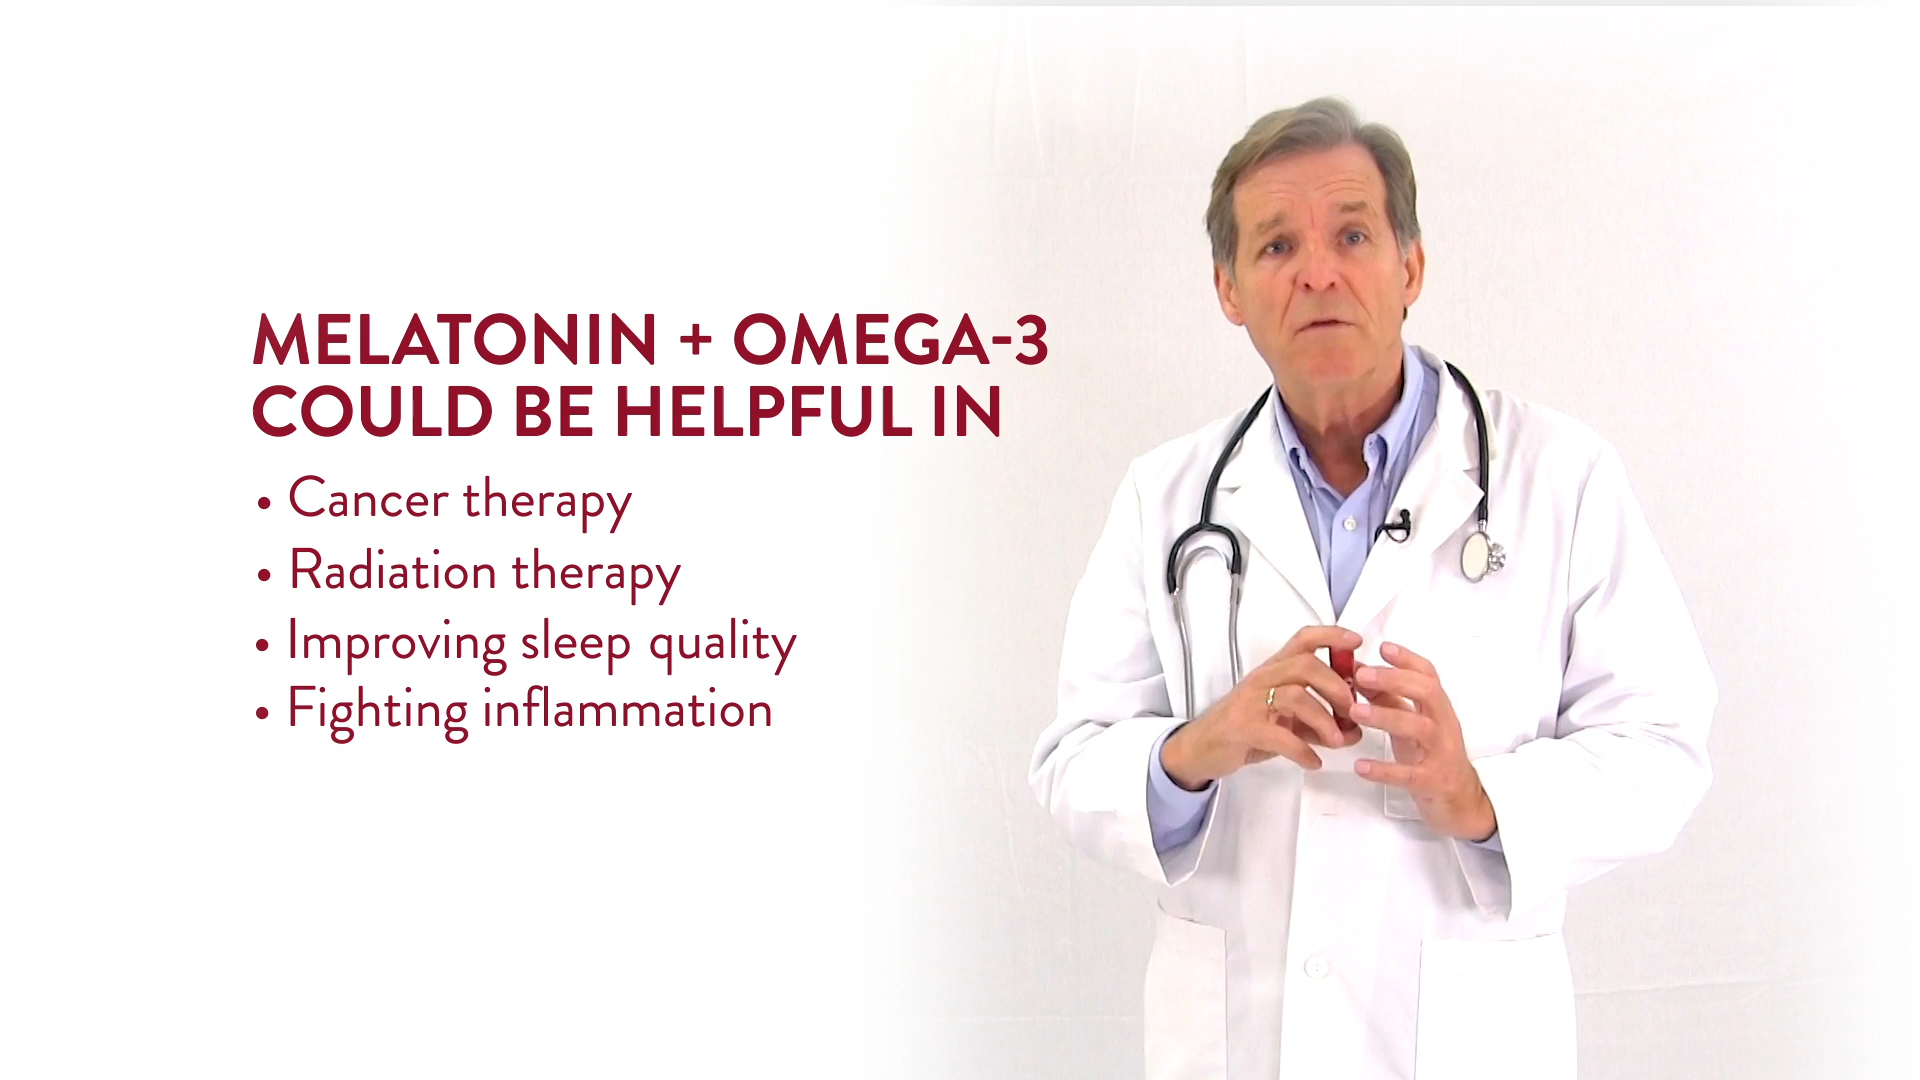 MELATONIN + OMEGA-3
COULD BE HELPFUL IN
• Cancer therapy
• Radiation therapy
• Improving sleep quality
• Fighting inflammation